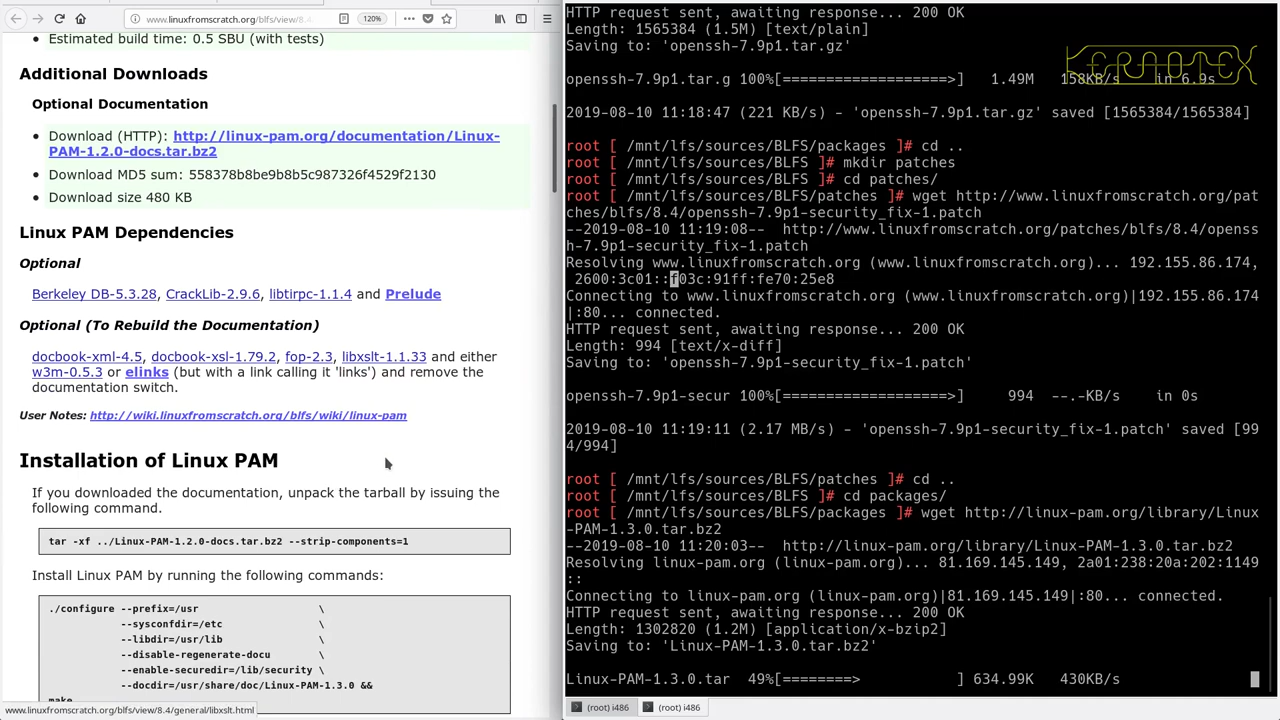 www.linuxfromscratch.org/blfs/view/8.4
120%
Estimated build time: 0.5 SBU (with tests)
Additional Downloads
Optional Documentation
Download (HTTP): http://linux-pam.org/documentation/Linux-
PAM-1.2.0-docs.tar.bz2
Download MD5 sum: 558378b8be9b8b5c987326f4529f2130
Download size 480 KB
Linux PAM Dependencies
Optional
Berkeley DB-5.3.28, CrackLib-2.9.6, libtirpc-1.1.4 and Prelude
Optional (To Rebuild the Documentation)
docbook-xml-4.5, docbook-xsl-1.79.2, fop-2.3, libxslt-1.1.33 and either
w3m-0.5.3 or elinks (but with a link calling it 'links') and remove the
documentation switch.
User Notes: http://wiki.linuxfromscratch.org/blfs/wiki/linux-pam
Installation of Linux PAM
If you downloaded the documentation, unpack the tarball by issuing the
following command.
tar -xf ../Linux-PAM-1.2.0-docs.tar.bz2 --strip-components=1
Install Linux PAM by running the following commands:
./configure --prefix=/usr \
--sysconfdir=/etc \
--libdir=/usr/lib \
--disable-regenerate-docu \
--enable-securedir=/lib/security \
--docdir=/usr/share/doc/Linux-PAM-1.3.0 &&
make
www.linuxfromscratch.org/blfs/view/8.4/general/libxslt.html
HTTP request sent, awaiting response... 200 OK
Length: 1565384 (1.5M) [text/plain]
Saving to: 'openssh-7.9p1.tar.gz'
openssh-7.9p1.tar.g 100%[===================>] 1.49M 158KB/s in 6.9s
2019-08-10 11:18:47 (221 KB/s) - 'openssh-7.9p1.tar.gz' saved [1565384/1565384]
root [ /mnt/lfs/sources/BLFS/packages ]# cd ..
root [ /mnt/lfs/sources/BLFS ]# mkdir patches
root [ /mnt/lfs/sources/BLFS ]# cd patches/
root [ /mnt/lfs/sources/BLFS/patches ]# wget http://www.linuxfromscratch.org/pat
ches/blfs/8.4/openssh-7.9p1-security_fix-1.patch
--2019-08-10 11:19:08-- http://www.linuxfromscratch.org/patches/blfs/8.4/openss
h-7.9p1-security_fix-1.patch
Resolving www.linuxfromscratch.org (www.linuxfromscratch.org)... 192.155.86.174,
2600:3c01::f03c:91ff:fe70:25e8
Connecting to www.linuxfromscratch.org (www.linuxfromscratch.org)|192.155.86.174
|:80... connected.
HTTP request sent, awaiting response... 200 OK
Length: 994 [text/x-diff]
Saving to: 'openssh-7.9p1-security_fix-1.patch'
openssh-7.9p1-secur 100%[===================>] 994 --.-KB/s in 0s
2019-08-10 11:19:11 (2.17 MB/s) - 'openssh-7.9p1-security_fix-1.patch' saved [99
4/994]
root [ /mnt/lfs/sources/BLFS/patches ]# cd ..
root [ /mnt/lfs/sources/BLFS ]# cd packages/
root [ /mnt/lfs/sources/BLFS/packages ]# wget http://linux-pam.org/library/Linux
-PAM-1.3.0.tar.bz2
--2019-08-10 11:20:03-- http://linux-pam.org/library/Linux-PAM-1.3.0.tar.bz2
Resolving linux-pam.org (linux-pam.org)... 81.169.145.149, 2a01:238:20a:202:1149
::
Connecting to linux-pam.org (linux-pam.org)|81.169.145.149|:80... connected.
HTTP request sent, awaiting response... 200 OK
Length: 1302820 (1.2M) [application/x-bzip2]
Saving to: 'Linux-PAM-1.3.0.tar.bz2'
Linux-PAM-1.3.0.tar 49%[========> ] 634.99K 430KB/s
(root) i486
(root) i486